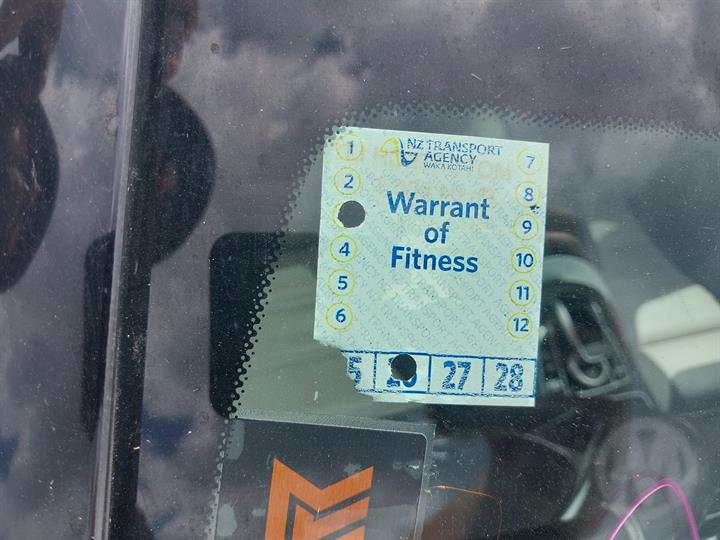 NZ TRANSPORT
AGENCY
WAKA KOTAHI
Warrant
of
Fitness
1
2
4
5
6
7
8
9
10
11
12
27 28